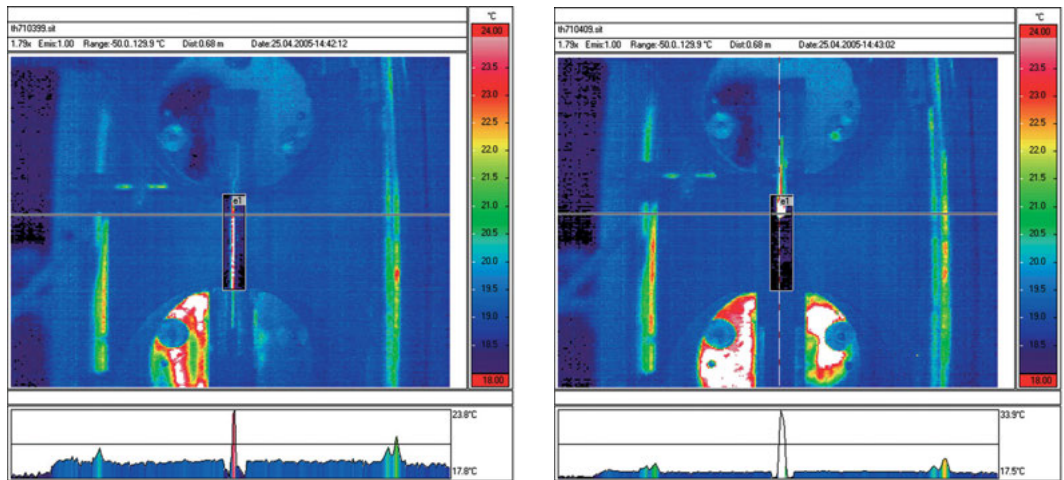 th710399.sit
1.79x Emis:1.00 Range:-50.0..129.9 °C Dist:0.68 m Date:25.04.2005-14:42:12
°C
24.00
23.5
23.0
22.5
22.0
21.5
21.0
20.5
20.0
19.5
19.0
18.5
18.00
e1
23.8°C
17.8°C
th710409.sit
1.79x Emis:1.00 Range:-50.0..129.9 °C Dist:0.68 m Date:25.04.2005-14:43:02
°C
24.00
23.5
23.0
22.5
22.0
21.5
21.0
20.5
20.0
19.5
19.0
18.5
18.00
e1
33.9°C
17.5°C